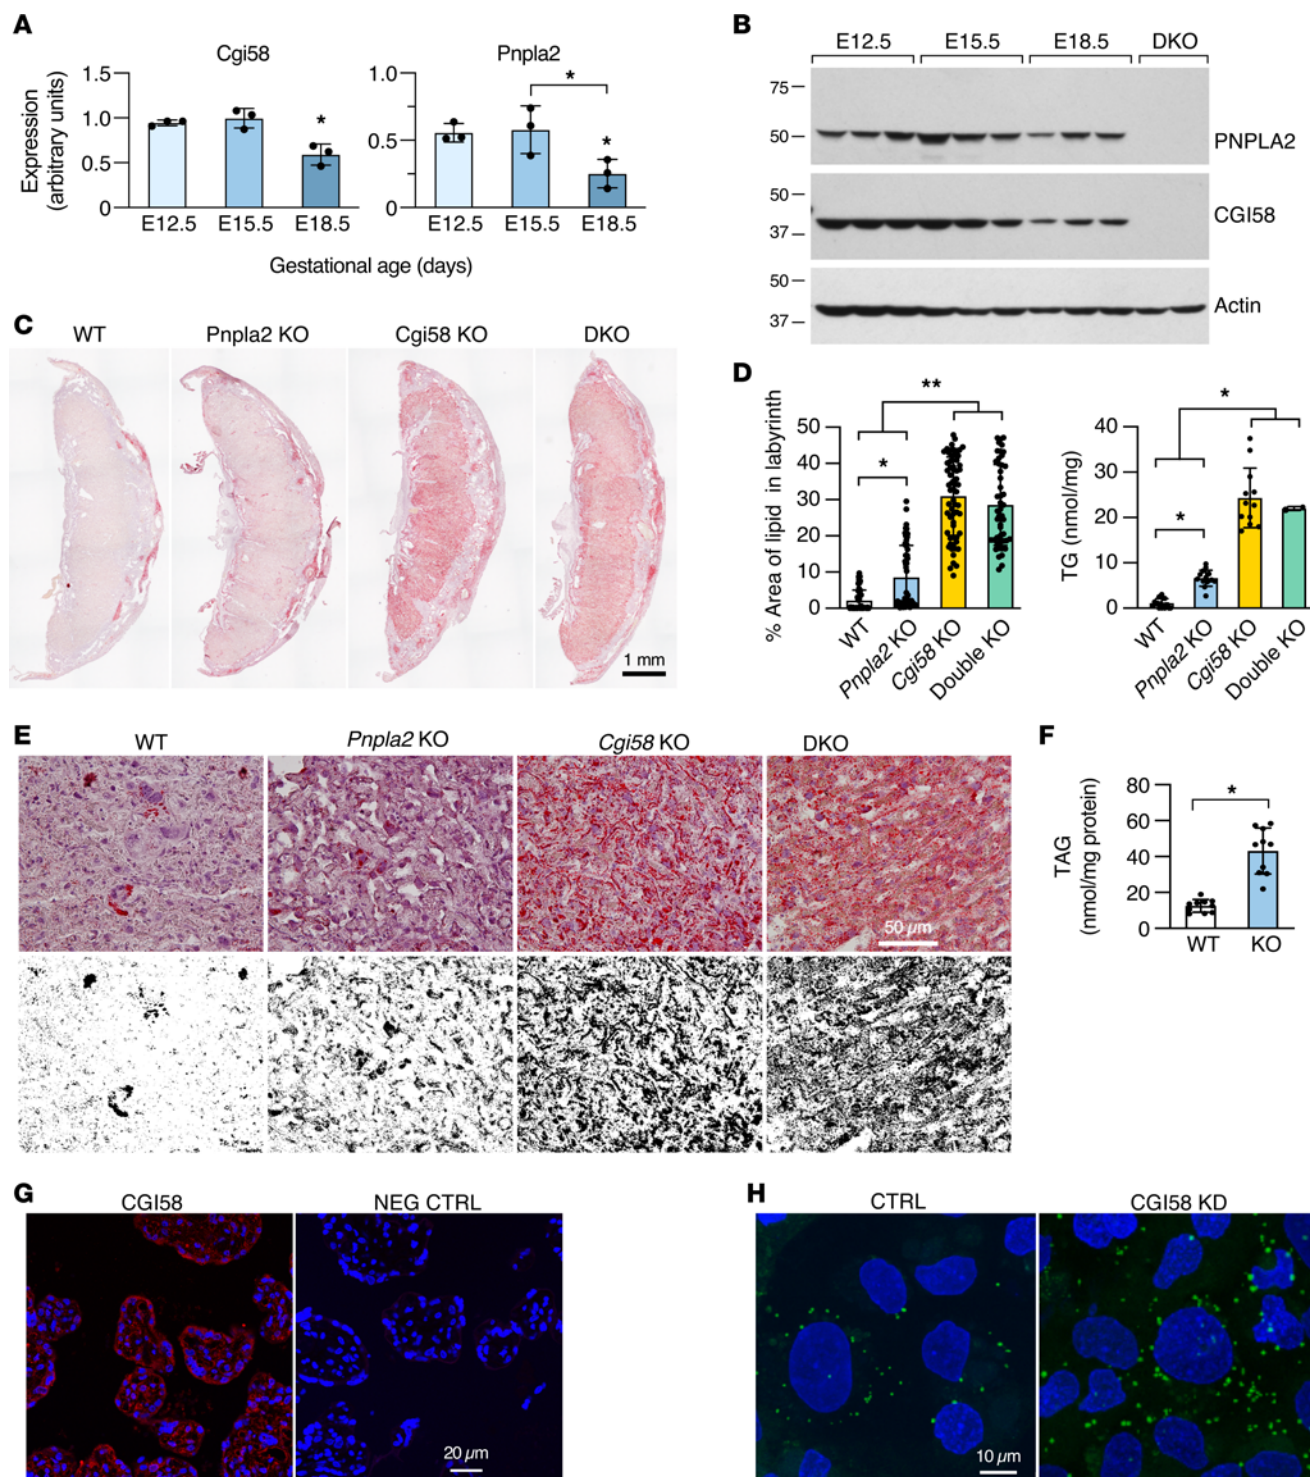 A
Cgi58
Pnpla2
Expression
(arbitrary units)
1.5
1.0
0.5
0
*
E12.5 E15.5 E18.5
1.0
0.5
0
*
*
E12.5 E15.5 E18.5
Gestational age (days)
B
E12.5 E15.5 E18.5 DKO
75
50
PNPLA2
50
37
CGI58
50
37
Actin
C
WT Pnpla2 KO Cgi58 KO DKO
1 mm
D
% Area of lipid in labyrinth
50
40
30
20
10
0
**
*
WT
Pnpla2 KO
Cgi58 KO
Double KO
TG (nmol/mg)
40
30
20
10
0
*
*
WT
Pnpla2 KO
Cgi58 KO
Double KO
E
WT Pnpla2 KO Cgi58 KO DKO
50 µm
F
TAG
(nmol/mg protein)
80
60
40
20
0
*
WT KO
G
CGI58 NEG CTRL
20 µm
H
CTRL CGI58 KD
10 µm